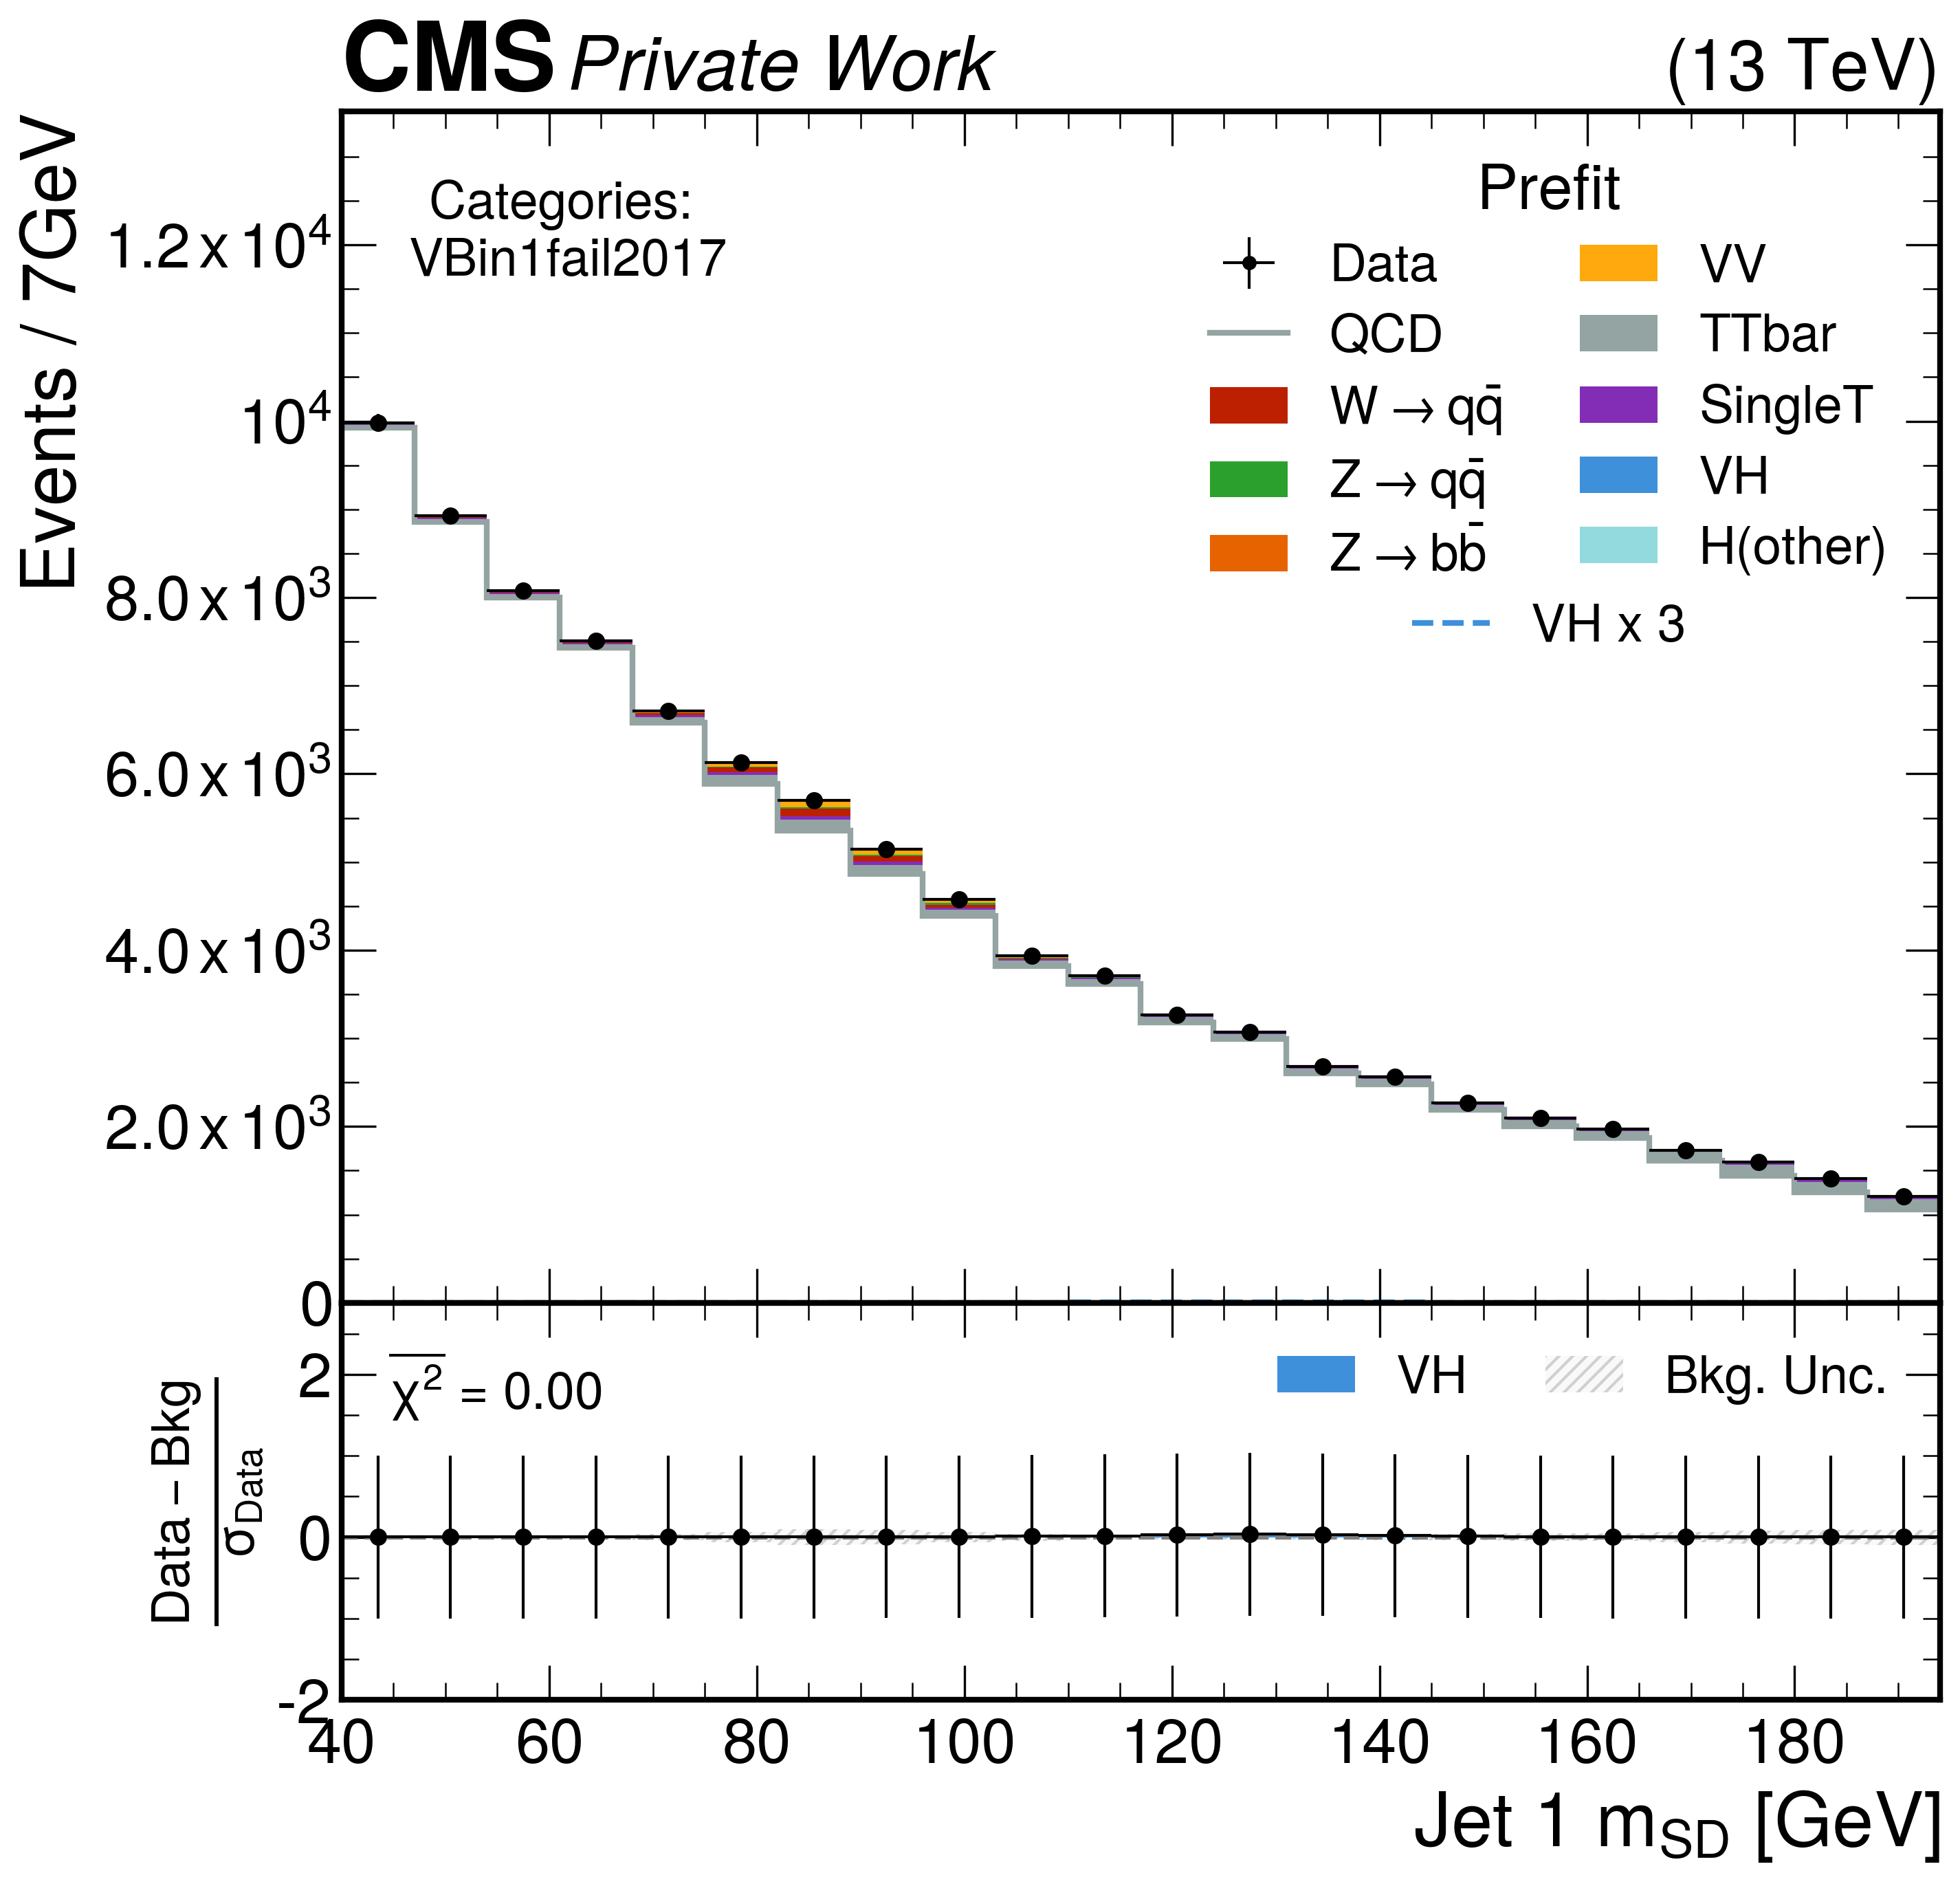 CMS Private Work (13 TeV)
Events / 7GeV
Categories:
VBin1fail2017
Prefit
Data
QCD
W → qq̄
Z → qq̄
Z → bb̄
VV
TTbar
SingleT
VH
H(other)
VH x 3
1.2 x 10⁴
10⁴
8.0 x 10³
6.0 x 10³
4.0 x 10³
2.0 x 10³
0
Data – Bkg
σ_Data
χ² = 0.00
VH
Bkg. Unc.
2
0
-2
40 60 80 100 120 140 160 180
Jet 1 m_SD [GeV]